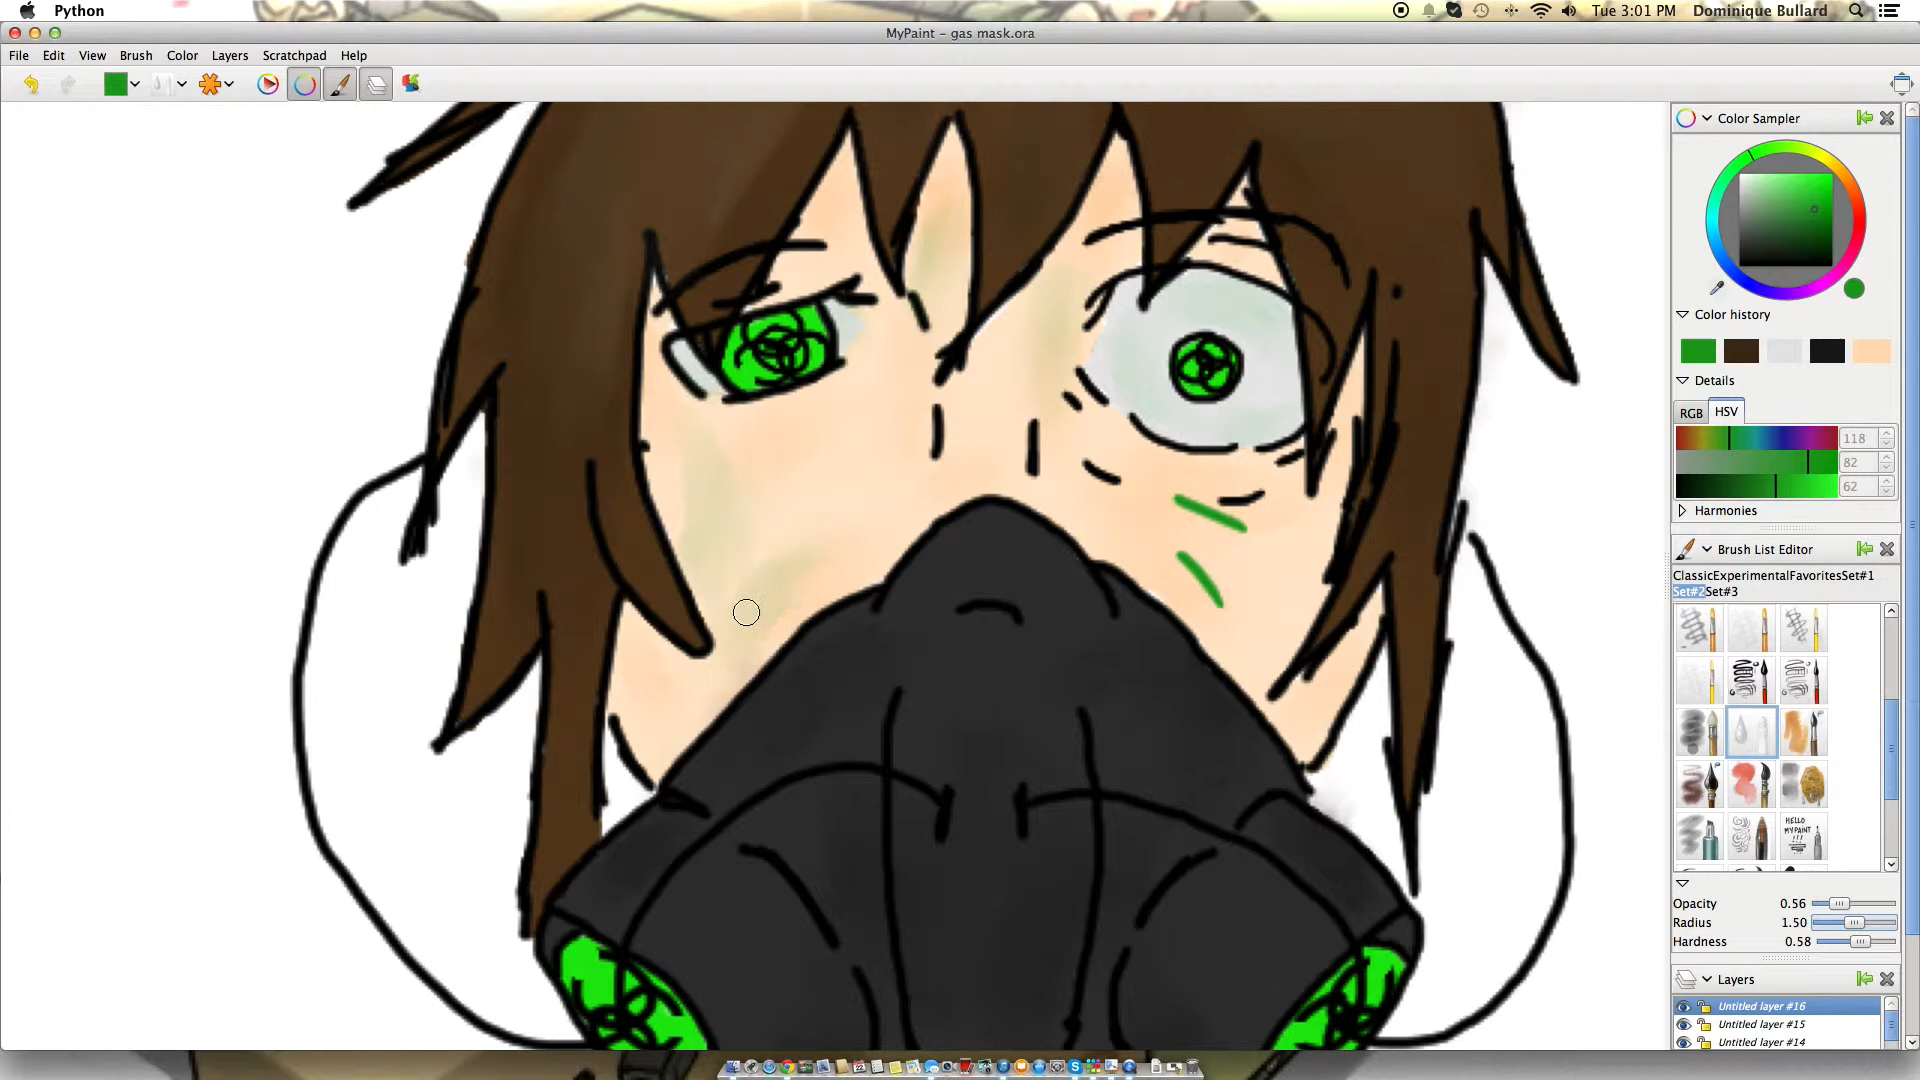 Python
Tue 3:01 PM Dominique Bullard
MyPaint – gas mask.ora
File Edit View Brush Color Layers Scratchpad Help
Color Sampler
Color history
Details
RGB HSV
118
82
62
Harmonies
Brush List Editor
ClassicExperimentalFavoritesSet#1
Set#2Set#3
HELLO
MYPAINT
!!!
Opacity 0.56
Radius 1.50
Hardness 0.58
Layers
Untitled layer #16
Untitled layer #15
Untitled layer #14